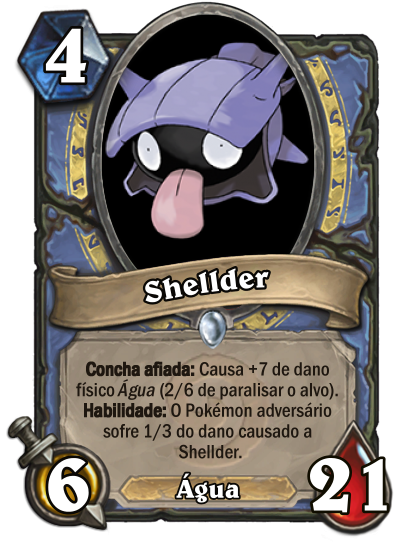 4
Shellder
Concha afiada: Causa +7 de dano
físico Água (2/6 de paralisar o alvo).
Habilidade: O Pokémon adversário
sofre 1/3 do dano causado a
Shellder.
6
Água
21